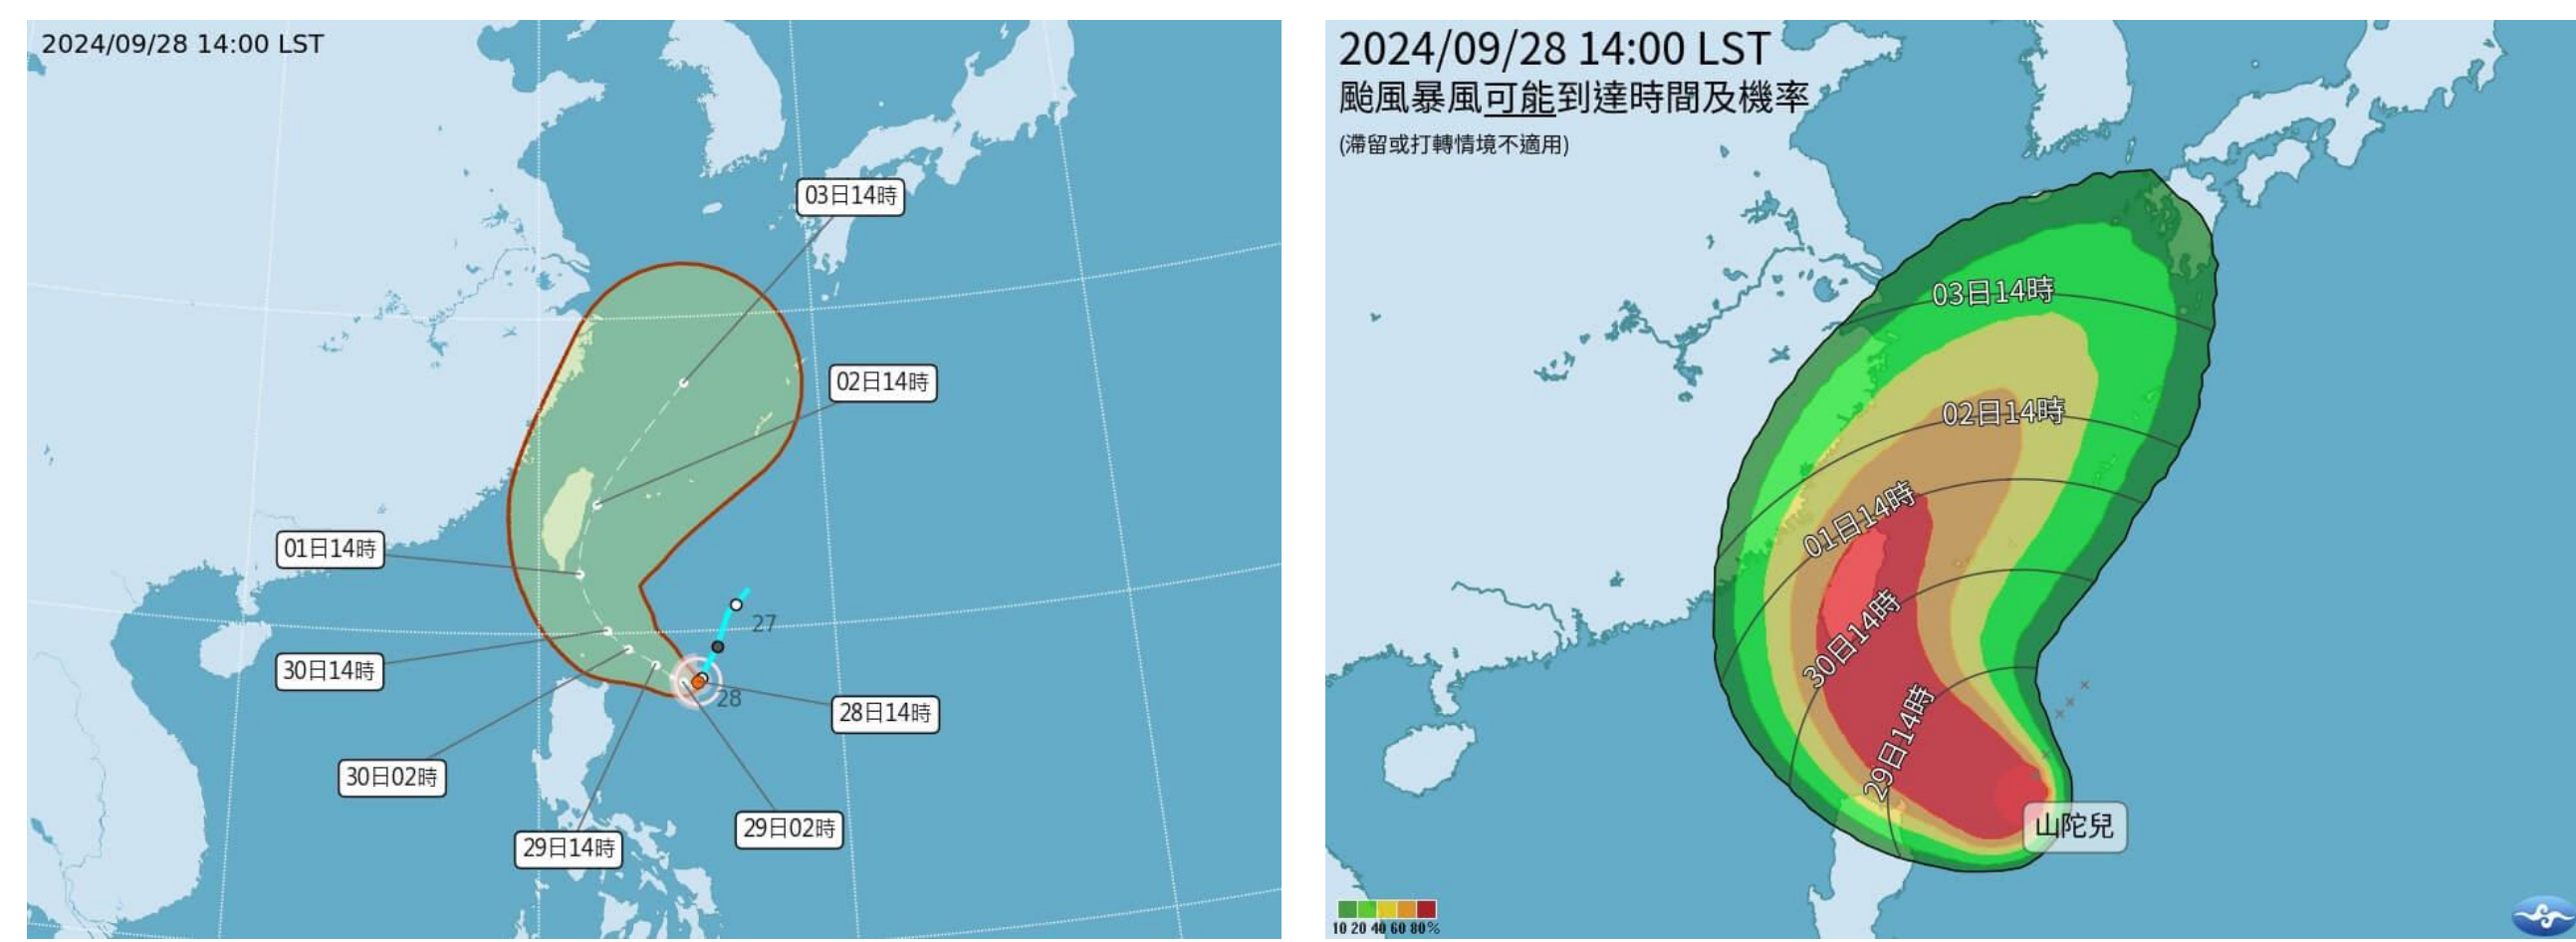 2024/09/28 14:00 LST
03日14時
02日14時
01日14時
27
30日14時
28
28日14時
30日02時
29日02時
29日14時
2024/09/28 14:00 LST
颱風暴風可能到達時間及機率
(滯留或打轉情境不適用)
03日14時
02日14時
01日14時
30日14時
29日14時
山陀兒
10 20 40 60 80%